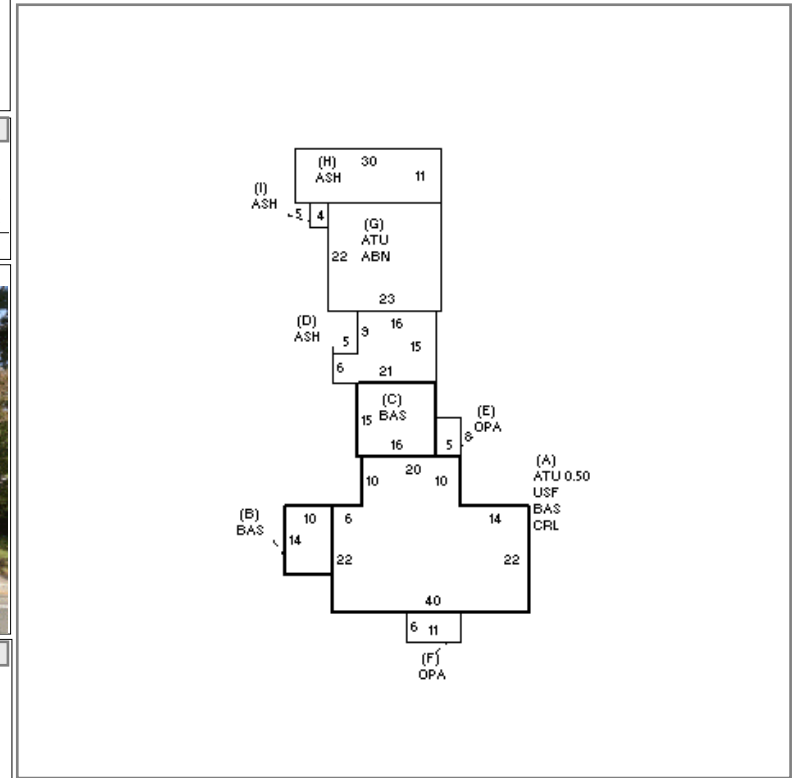 (H) 30
ASH 11
(I)
ASH 5 4
(G)
ATU
22 ABN
23
(D) 16
ASH 5 9 15
6 21
(C)
15 BAS
16
(E)
OPA
5 8
20
10 10
(A)
ATU 0.50
USF
BAS
CRL
(B)
BAS
10 6 14
14
22 22
40
6 11
(F)
OPA